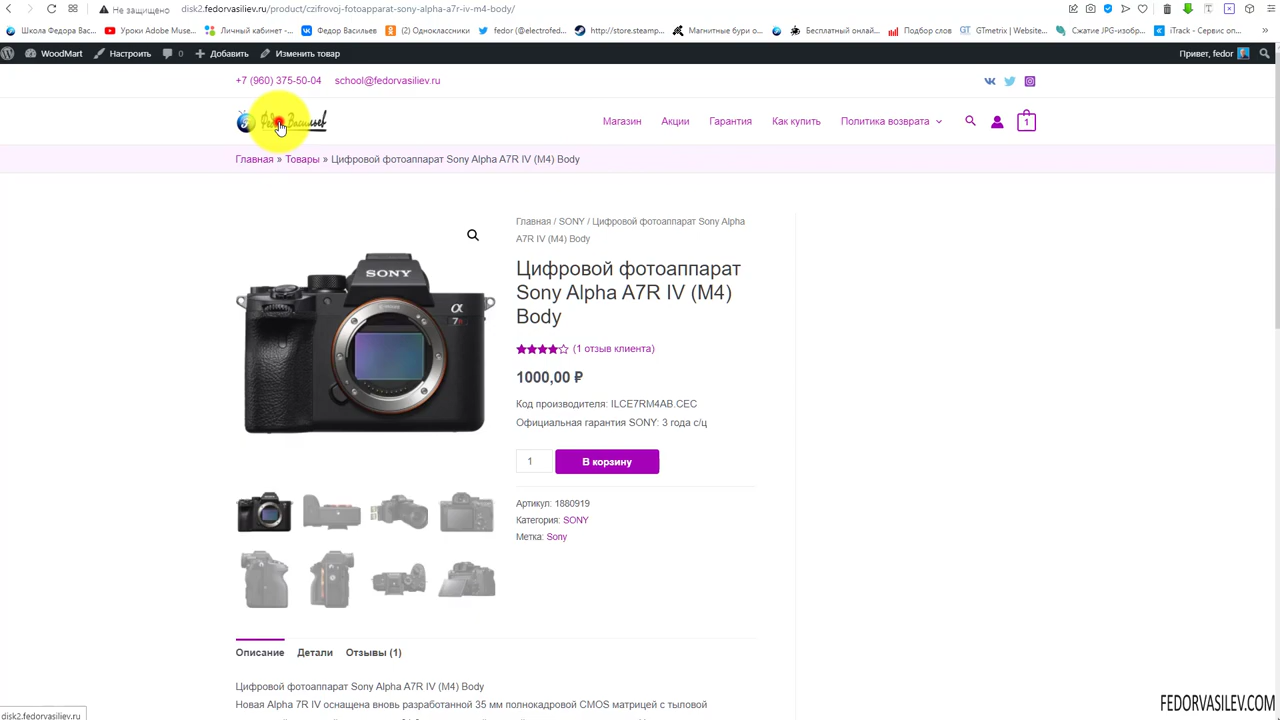 disk2.fedorvasiliev.ru/product/czifrovoj-fotoapparat-sony-alpha-a7r-iv-m4-body/
Не защищено
Школа Федора Вас...
Уроки Adobe Muse...
Личный кабинет -...
Федор Васильев
(2) Одноклассники
fedor (@electrofed...
http://store.steamp...
Магнитные бури о...
Бесплатный онлай...
Подбор слов
GTmetrix | Website...
Сжатие JPG-изобр...
iTrack - Сервис оп...
WoodMart
Настроить
0
Добавить
Изменить товар
Привет, fedor
+7 (960) 375-50-04
school@fedorvasiliev.ru
Магазин
Акции
Гарантия
Как купить
Политика возврата
1
Главная » Товары » Цифровой фотоаппарат Sony Alpha A7R IV (M4) Body
Главная / SONY / Цифровой фотоаппарат Sony Alpha
A7R IV (M4) Body
Цифровой фотоаппарат
Sony Alpha A7R IV (M4)
Body
(1 отзыв клиента)
1000,00 ₽
Код производителя: ILCE7RM4AB.CEC
Официальная гарантия SONY: 3 года с/ц
1
В корзину
Артикул: 1880919
Категория: SONY
Метка: Sony
SONY
α
7R
Описание
Детали
Отзывы (1)
Цифровой фотоаппарат Sony Alpha A7R IV (M4) Body
Новая Alpha 7R IV оснащена вновь разработанной 35 мм полнокадровой CMOS матрицей с тыловой
disk2.fedorvasiliev.ru
FEDORVASILEV.COM